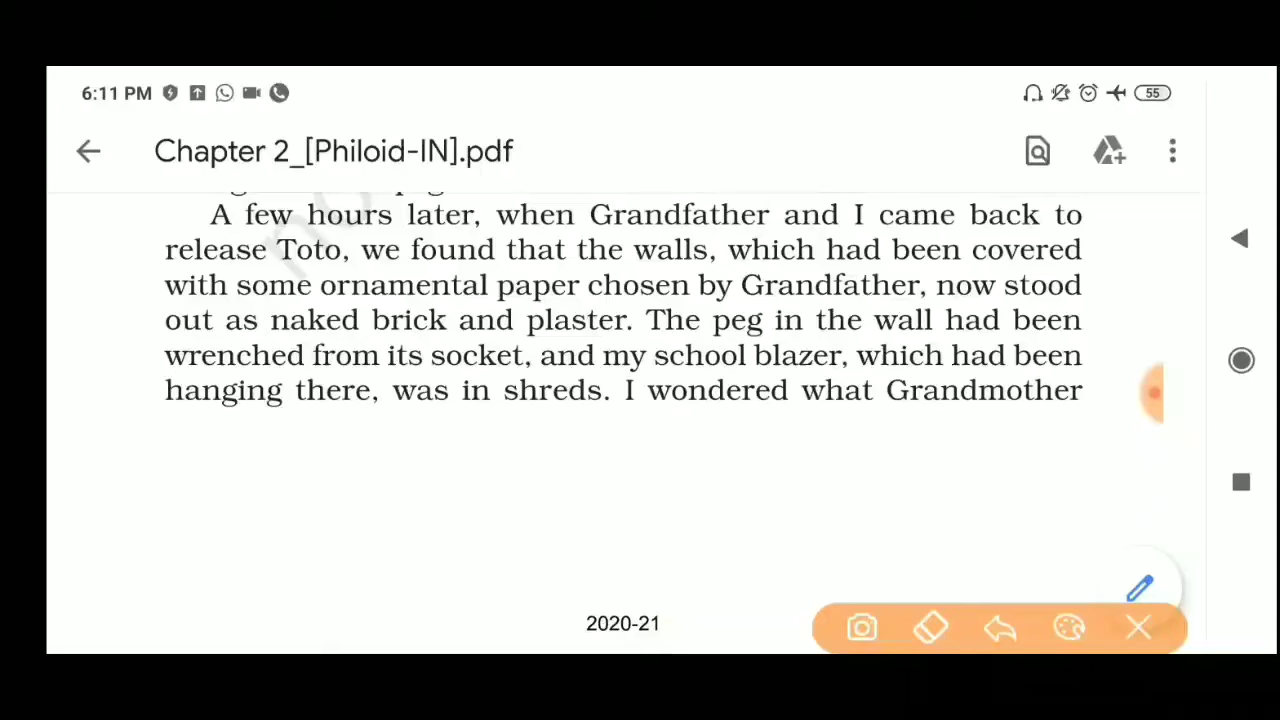 6:11 PM 55
Chapter 2_[Philoid-IN].pdf
A few hours later, when Grandfather and I came back to
release Toto, we found that the walls, which had been covered
with some ornamental paper chosen by Grandfather, now stood
out as naked brick and plaster. The peg in the wall had been
wrenched from its socket, and my school blazer, which had been
hanging there, was in shreds. I wondered what Grandmother
2020-21